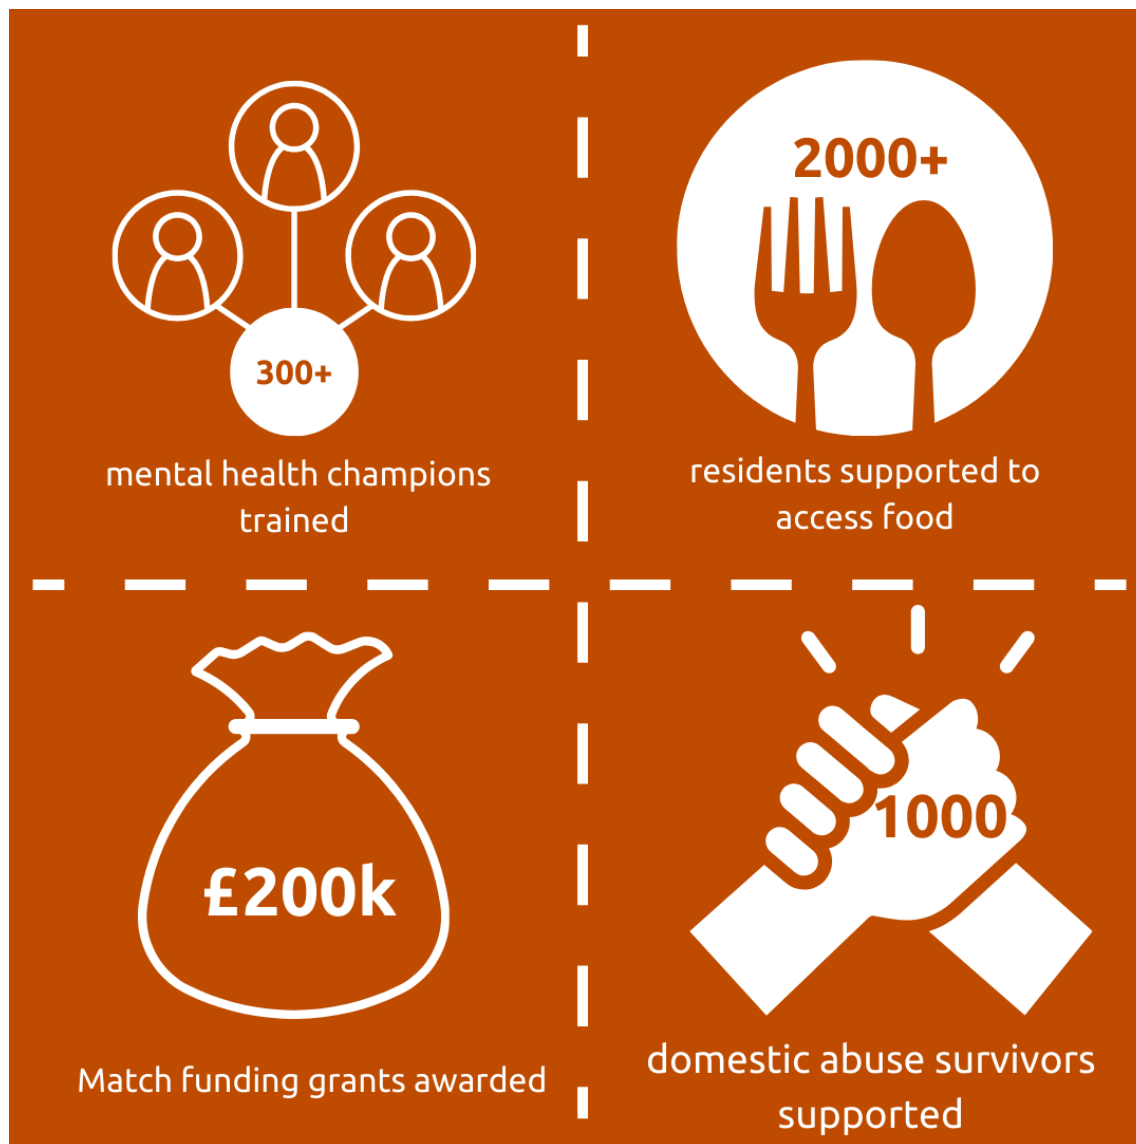 300+
mental health champions
trained
2000+
residents supported to
access food
£200k
Match funding grants awarded
1000
domestic abuse survivors
supported